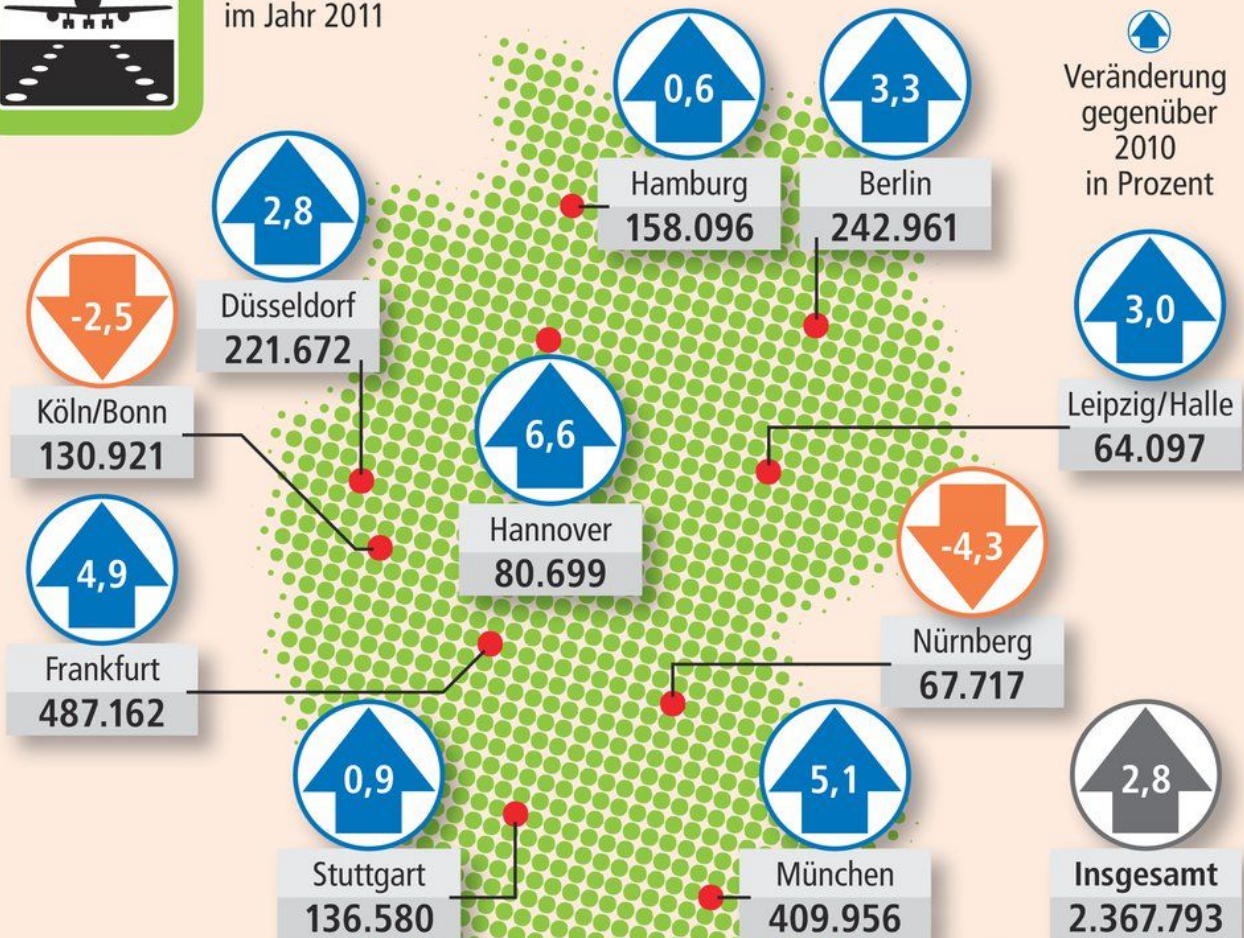 im Jahr 2011
Veränderung
gegenüber
2010
in Prozent
0,6
Hamburg
158.096
3,3
Berlin
242.961
2,8
Düsseldorf
221.672
-2,5
Köln/Bonn
130.921
3,0
Leipzig/Halle
64.097
6,6
Hannover
80.699
4,9
Frankfurt
487.162
-4,3
Nürnberg
67.717
0,9
Stuttgart
136.580
5,1
München
409.956
2,8
Insgesamt
2.367.793